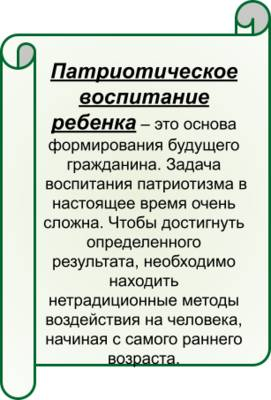 Патриотическое
воспитание
ребенка – это основа
формирования будущего
гражданина. Задача
воспитания патриотизма в
настоящее время очень
сложна. Чтобы достигнуть
определенного
результата, необходимо
находить
нетрадиционные методы
воздействия на человека,
начиная с самого раннего
возраста.